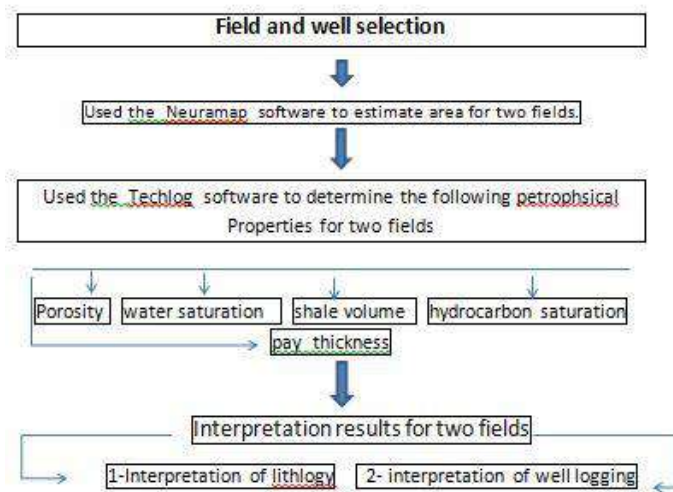 Field and well selection
Used the Neuramap software to estimate area for two fields.
Used the Techlog software to determine the following petrophsical
Properties for two fields
Porosity water saturation shale volume hydrocarbon saturation
pay thickness
Interpretation results for two fields
1-Interpretation of lithlogy 2- interpretation of well logging